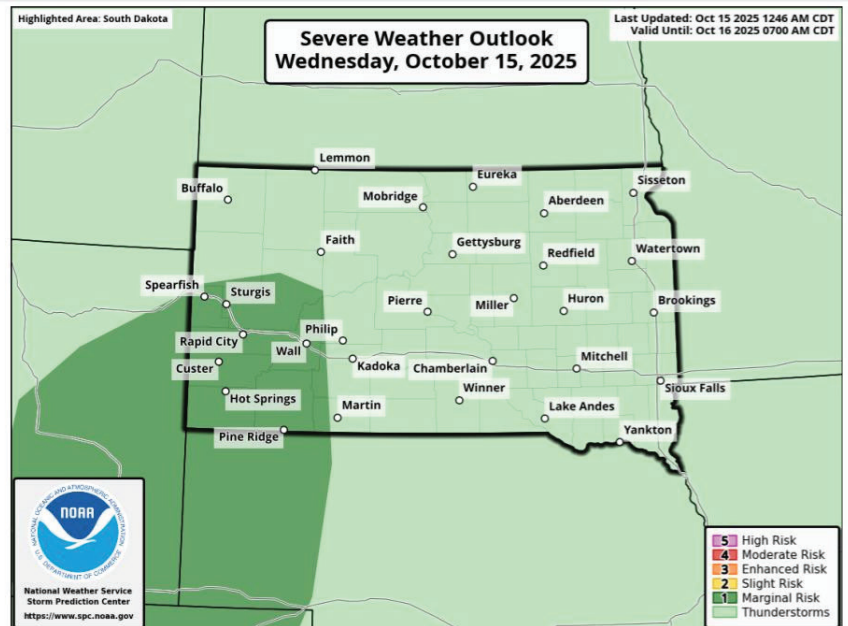 Highlighted Area: South Dakota
Last Updated: Oct 15 2025 1246 AM CDT
Valid Until: Oct 16 2025 0700 AM CDT
Severe Weather Outlook
Wednesday, October 15, 2025
Lemmon
Buffalo
Mobridge
Eureka
Aberdeen
Sisseton
Faith
Gettysburg
Redfield
Watertown
Spearfish
Sturgis
Pierre
Miller
Huron
Brookings
Rapid City
Philip
Wall
Custer
Kadoka
Chamberlain
Mitchell
Hot Springs
Winner
Sioux Falls
Martin
Lake Andes
Pine Ridge
Yankton
NATIONAL OCEANIC AND ATMOSPHERIC ADMINISTRATION
NOAA
U.S. DEPARTMENT OF COMMERCE
National Weather Service
Storm Prediction Center
https://www.spc.noaa.gov
5 High Risk
4 Moderate Risk
3 Enhanced Risk
2 Slight Risk
1 Marginal Risk
Thunderstorms